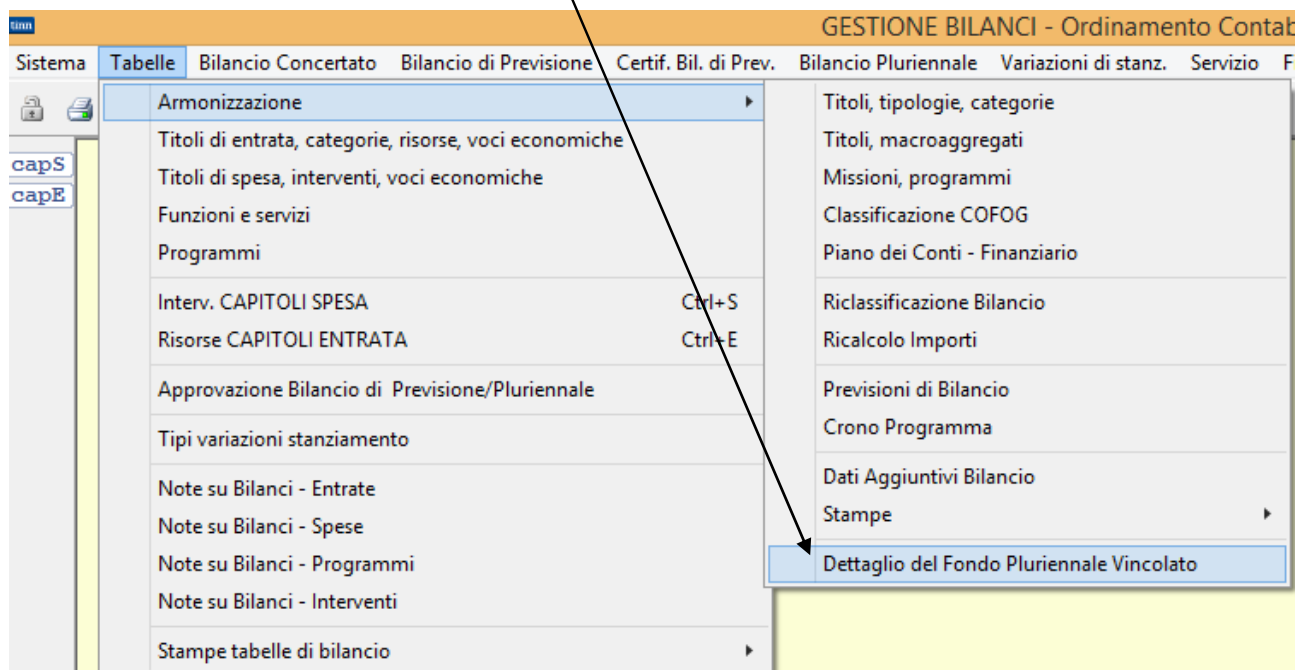 tinn
GESTIONE BILANCI - Ordinamento Contab
Sistema Tabelle Bilancio Concertato Bilancio di Previsione Certif. Bil. di Prev. Bilancio Pluriennale Variazioni di stanz. Servizio F
capS
capE
Armonizzazione
Titoli di entrata, categorie, risorse, voci economiche
Titoli di spesa, interventi, voci economiche
Funzioni e servizi
Programmi
Interv. CAPITOLI SPESA Ctrl+S
Risorse CAPITOLI ENTRATA Ctrl+E
Approvazione Bilancio di Previsione/Pluriennale
Tipi variazioni stanziamento
Note su Bilanci - Entrate
Note su Bilanci - Spese
Note su Bilanci - Programmi
Note su Bilanci - Interventi
Stampe tabelle di bilancio
Titoli, tipologie, categorie
Titoli, macroaggregati
Missioni, programmi
Classificazione COFOG
Piano dei Conti - Finanziario
Riclassificazione Bilancio
Ricalcolo Importi
Previsioni di Bilancio
Crono Programma
Dati Aggiuntivi Bilancio
Stampe
Dettaglio del Fondo Pluriennale Vincolato